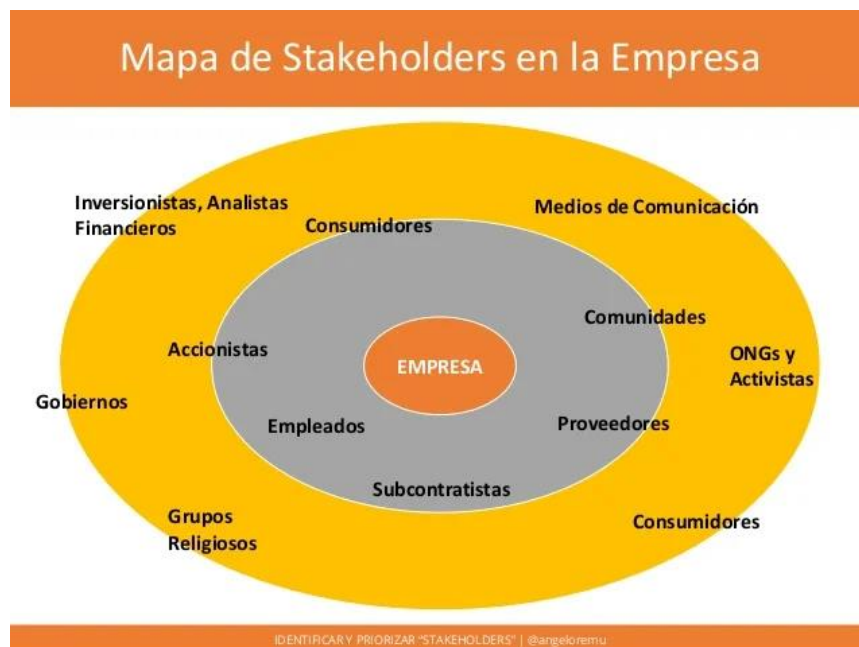 Mapa de Stakeholders en la Empresa
Inversionistas, Analistas
Financieros
Consumidores
Medios de Comunicación
Comunidades
Accionistas
EMPRESA
ONGs y
Activistas
Gobiernos
Empleados
Proveedores
Subcontratistas
Grupos
Religiosos
Consumidores
IDENTIFICAR Y PRIORIZAR "STAKEHOLDERS" | @angeloremu